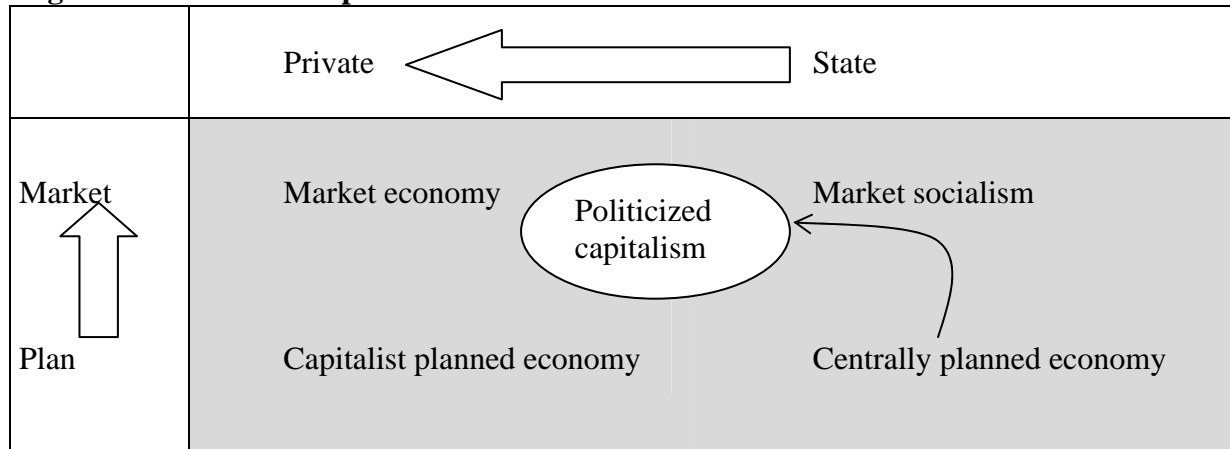 Private State
Market Market economy Politicized Market socialism
capitalism
Plan Capitalist planned economy Centrally planned economy